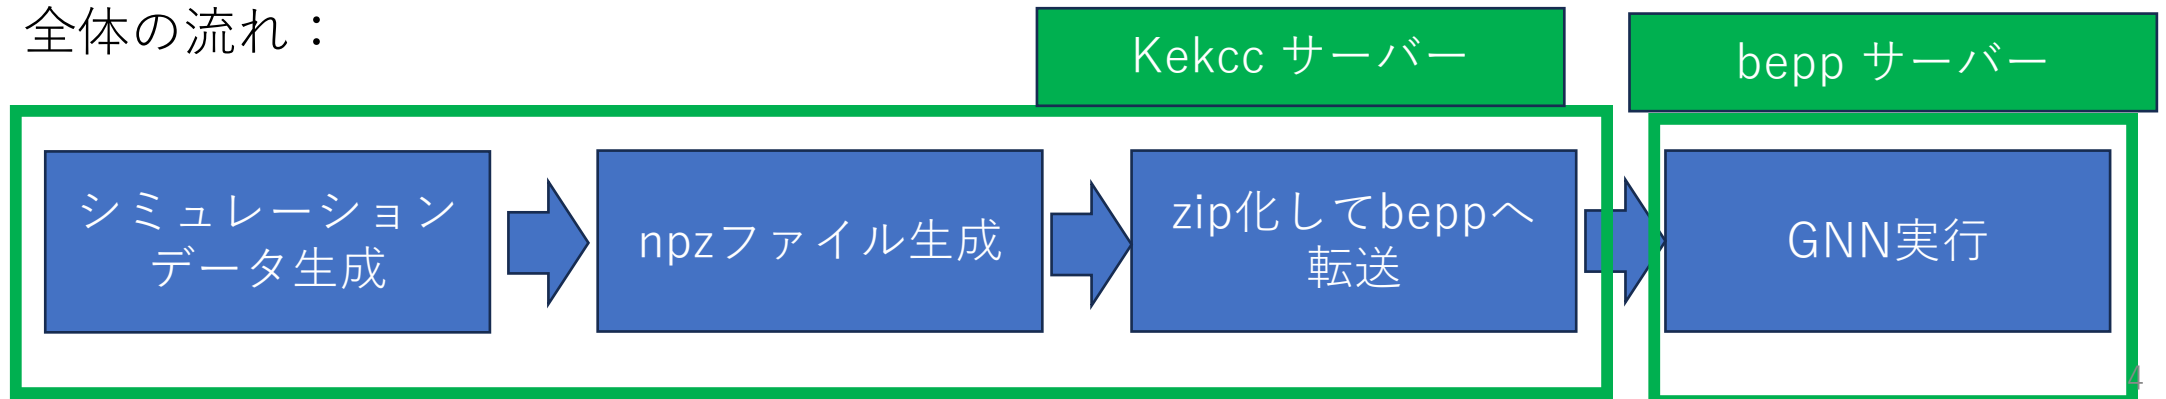 全体の流れ：
Kekcc サーバー
bepp サーバー
シミュレーション
データ生成
npzファイル生成
zip化してbeppへ
転送
GNN実行
4